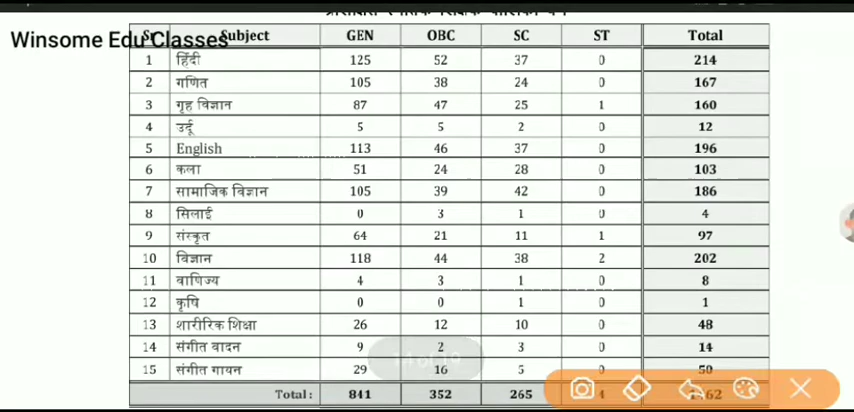 Winsome Edu Classes
Sr Subject GEN OBC SC ST Total
1 हिंदी 125 52 37 0 214
2 गणित 105 38 24 0 167
3 गृह विज्ञान 87 47 25 1 160
4 उर्दू 5 5 2 0 12
5 English 113 46 37 0 196
6 कला 51 24 28 0 103
7 सामाजिक विज्ञान 105 39 42 0 186
8 सिलाई 0 3 1 0 4
9 संस्कृत 64 21 11 1 97
10 विज्ञान 118 44 38 2 202
11 वाणिज्य 4 3 1 0 8
12 कृषि 0 0 1 0 1
13 शारीरिक शिक्षा 26 12 10 0 48
14 संगीत वादन 9 2 3 0 14
15 संगीत गायन 29 16 5 0 50
Total: 841 352 265 4